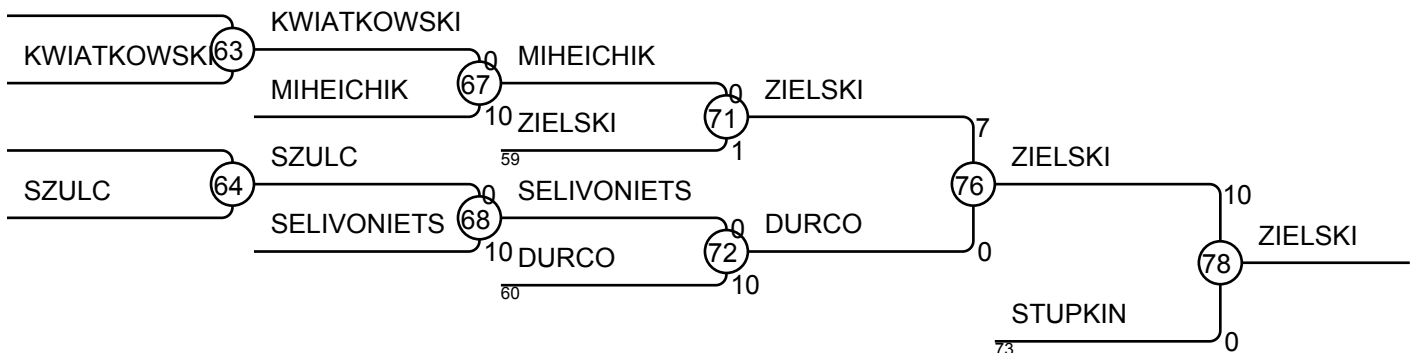 KWIATKOWSKI
KWIATKOWSKI 63
0 MIHEICHIK
MIHEICHIK 67
10
0 ZIELSKI
ZIELSKI 71
59
1
7
SZULC
ZIELSKI
SZULC 64
76
0 SELIVONIETS
10
SELIVONIETS 68
10
0 DURCO
DURCO 72
0
60
10
ZIELSKI
78
STUPKIN
73
0